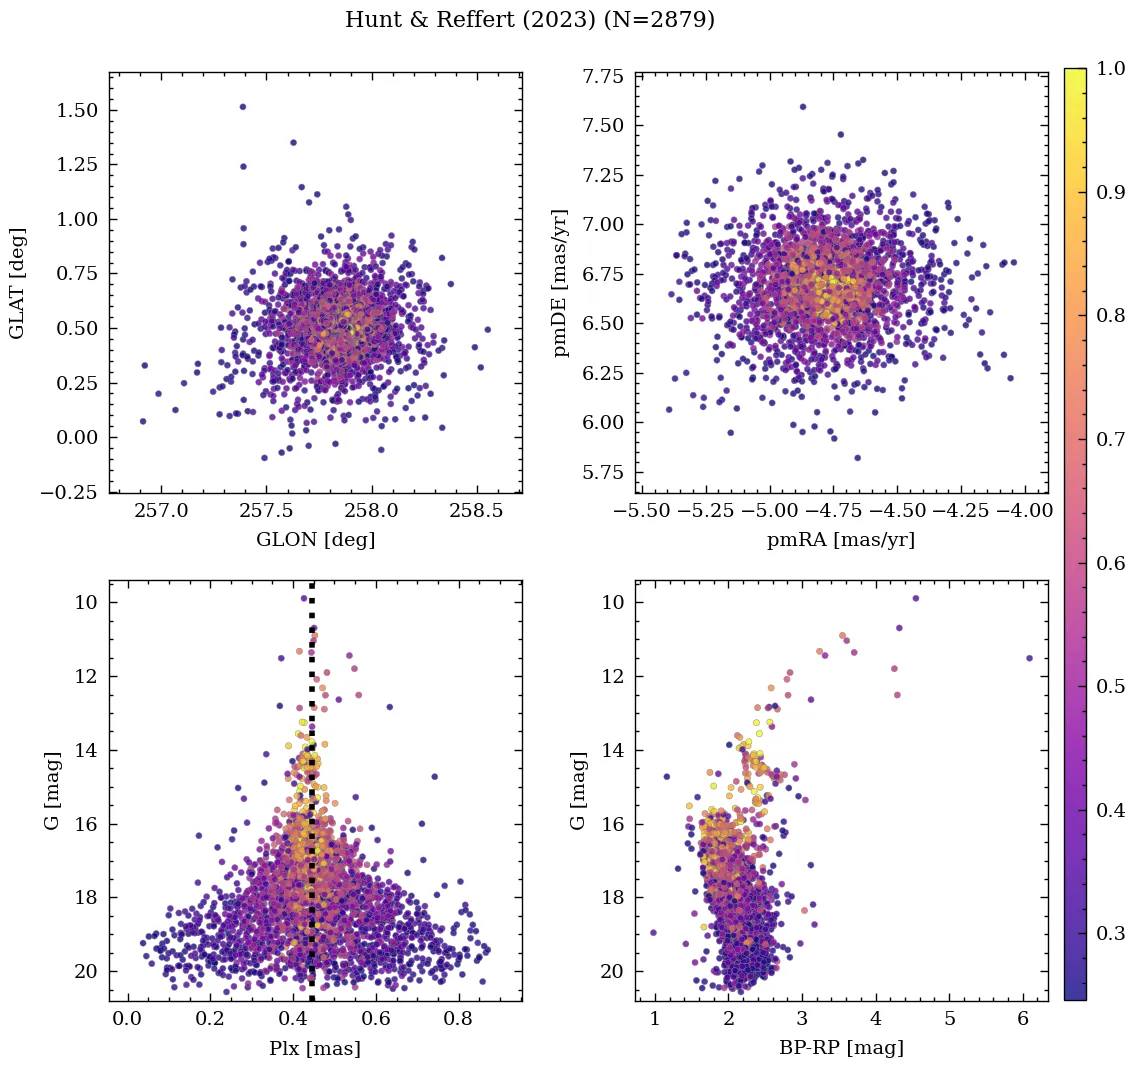 Hunt & Reffert (2023) (N=2879)
1.50
1.25
1.00
0.75
0.50
0.25
0.00
−0.25
GLAT [deg]
257.0 257.5 258.0 258.5
GLON [deg]
7.75
7.50
7.25
7.00
6.75
6.50
6.25
6.00
5.75
pmDE [mas/yr]
−5.50 −5.25 −5.00 −4.75 −4.50 −4.25 −4.00
pmRA [mas/yr]
10
12
14
16
18
20
G [mag]
0.0 0.2 0.4 0.6 0.8
Plx [mas]
10
12
14
16
18
20
G [mag]
1 2 3 4 5 6
BP-RP [mag]
1.0
0.9
0.8
0.7
0.6
0.5
0.4
0.3